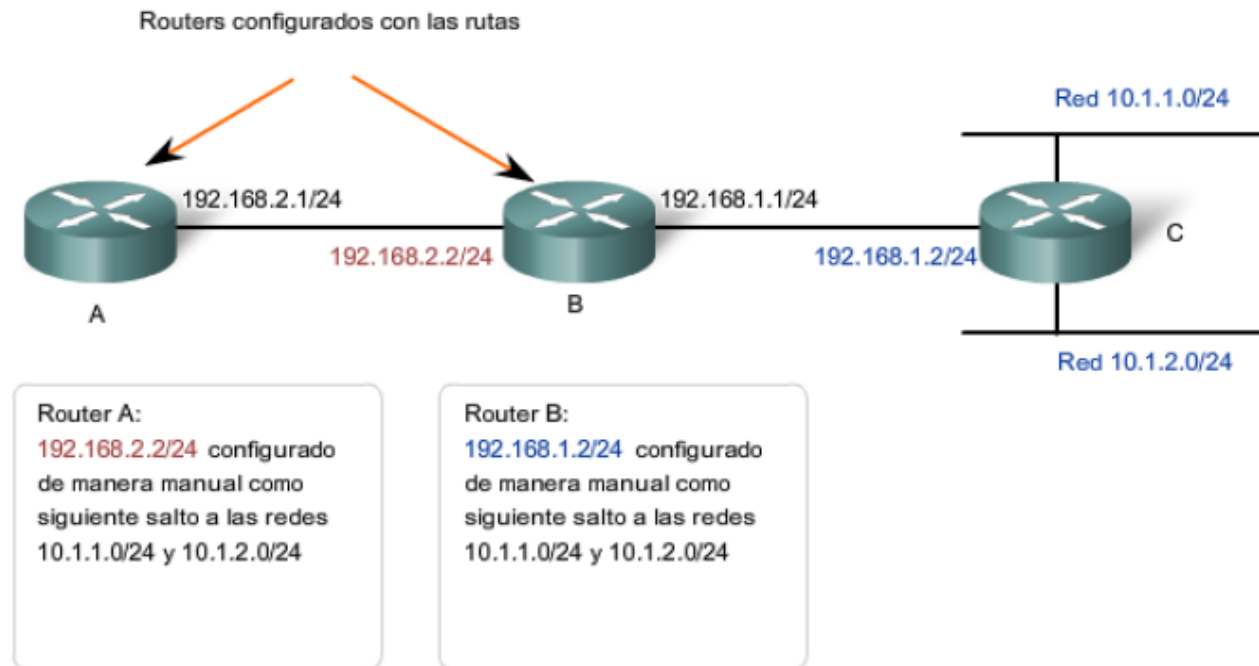 Routers configurados con las rutas
Red 10.1.1.0/24
192.168.2.1/24
192.168.1.1/24
192.168.2.2/24
192.168.1.2/24
C
A
B
Red 10.1.2.0/24
Router A:
192.168.2.2/24 configurado
de manera manual como
siguiente salto a las redes
10.1.1.0/24 y 10.1.2.0/24
Router B:
192.168.1.2/24 configurado
de manera manual como
siguiente salto a las redes
10.1.1.0/24 y 10.1.2.0/24